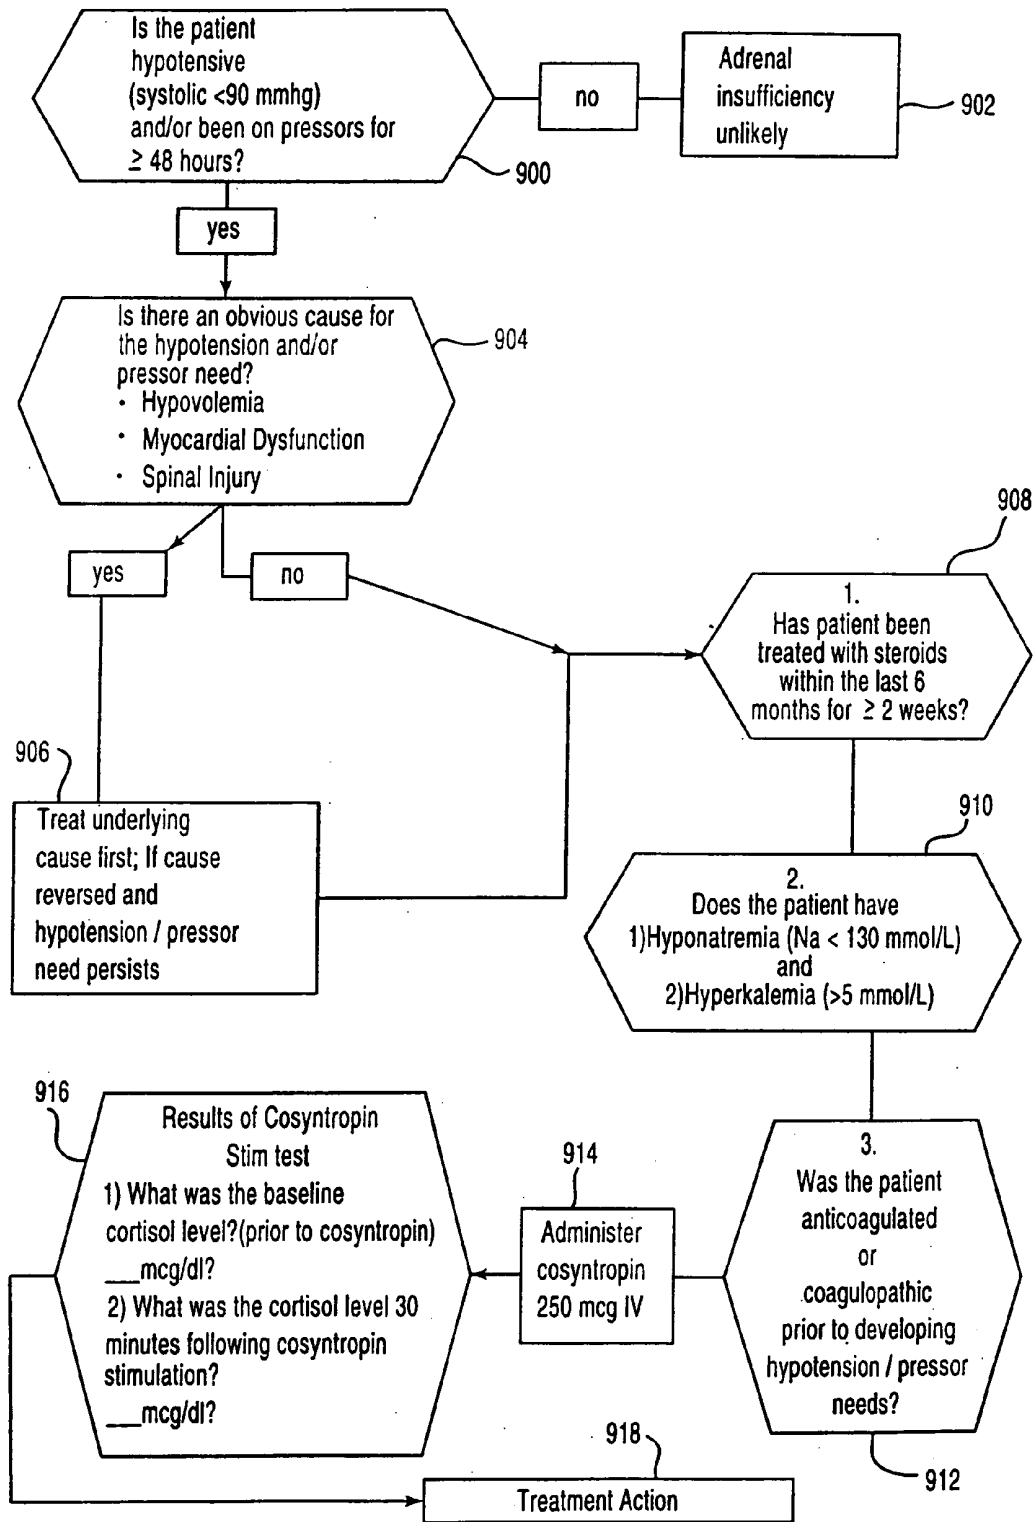 Is the patient
hypotensive
(systolic <90 mmhg)
and/or been on pressors for
≥ 48 hours?
900
no
Adrenal
insufficiency
unlikely
902
yes
Is there an obvious cause for
the hypotension and/or
pressor need?
· Hypovolemia
· Myocardial Dysfunction
· Spinal Injury
904
yes
no
906
Treat underlying
cause first; If cause
reversed and
hypotension / pressor
need persists
908
1.
Has patient been
treated with steroids
within the last 6
months for ≥ 2 weeks?
910
2.
Does the patient have
1)Hyponatremia (Na < 130 mmol/L)
and
2)Hyperkalemia (>5 mmol/L)
3.
Was the patient
anticoagulated
or
coagulopathic
prior to developing
hypotension / pressor
needs?
912
914
Administer
cosyntropin
250 mcg IV
916
Results of Cosyntropin
Stim test
1) What was the baseline
cortisol level?(prior to cosyntropin)
___mcg/dl?
2) What was the cortisol level 30
minutes following cosyntropin
stimulation?
___mcg/dl?
918
Treatment Action